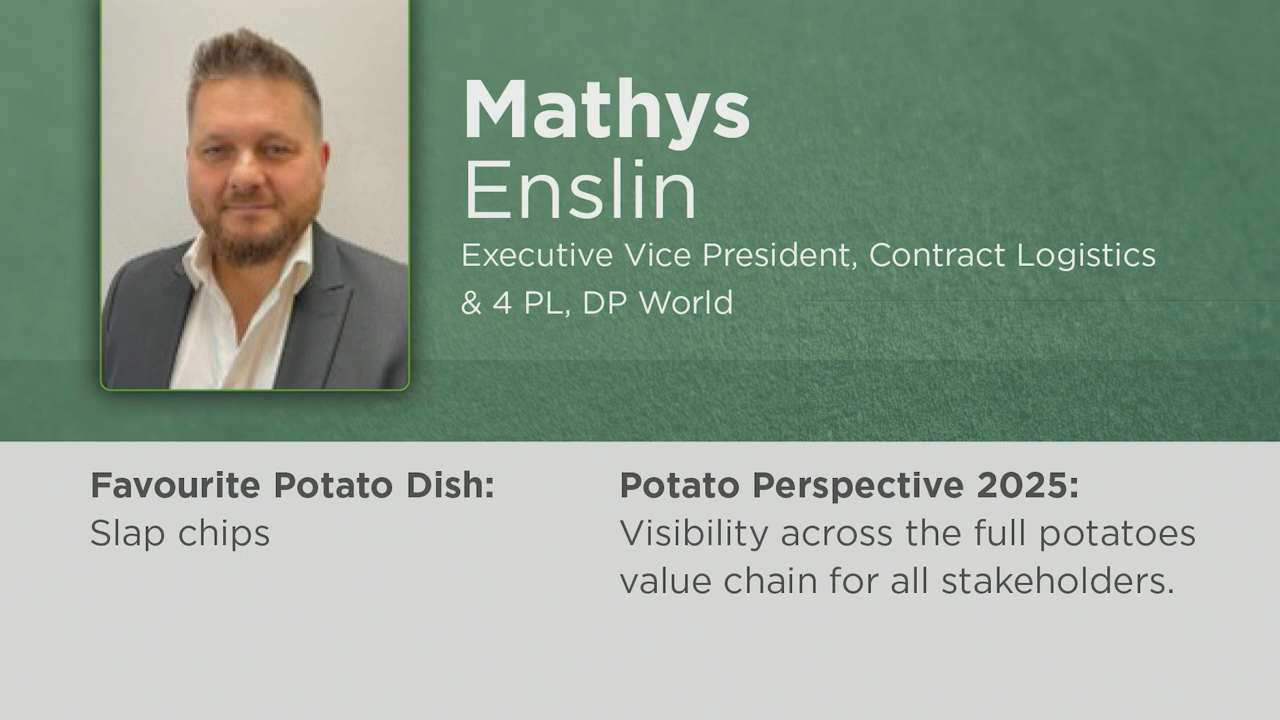 Mathys
Enslin
Executive Vice President, Contract Logistics
& 4 PL, DP World
Favourite Potato Dish:
Slap chips
Potato Perspective 2025:
Visibility across the full potatoes
value chain for all stakeholders.